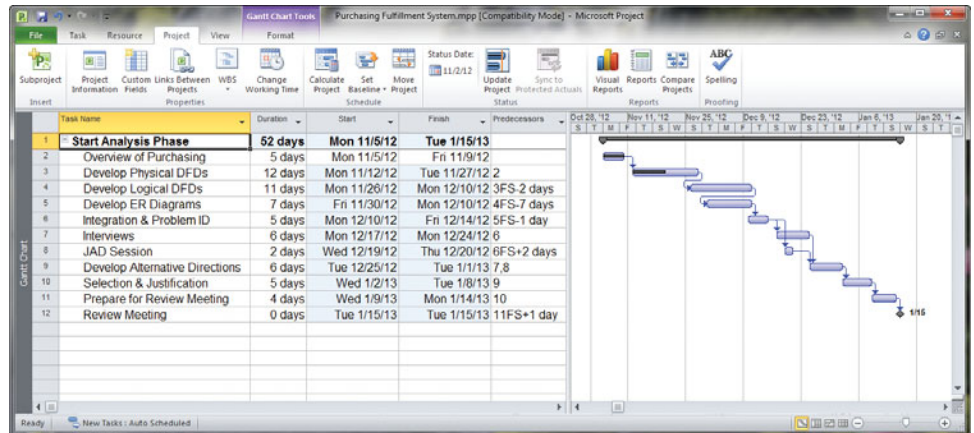 Gantt Chart Tools Purchasing Fulfillment System.mpp [Compatibility Mode] - Microsoft Project
File Task Resource Project View Format
Subproject Project Information Custom Fields Links Between Projects WBS Change Working Time Calculate Project Set Baseline Move Project Status Date: 11/2/12 Update Project Sync to Protected Actuals Visual Reports Reports Compare Projects ABC Spelling
Insert Properties Schedule Status Reports Proofing
Task Name Duration Start Finish Predecessors Oct 28, '12 Nov 11, '12 Nov 25, '12 Dec 9, '12 Dec 23, '12 Jan 6, '13 Jan 20, '1
S T M F T S W S T M F T S W S T M F T S W S T
1 Start Analysis Phase 52 days Mon 11/5/12 Tue 1/15/13
2 Overview of Purchasing 5 days Mon 11/5/12 Fri 11/9/12
3 Develop Physical DFDs 12 days Mon 11/12/12 Tue 11/27/12 2
4 Develop Logical DFDs 11 days Mon 11/26/12 Mon 12/10/12 3FS-2 days
5 Develop ER Diagrams 7 days Fri 11/30/12 Mon 12/10/12 4FS-7 days
6 Integration & Problem ID 5 days Mon 12/10/12 Fri 12/14/12 5FS-1 day
7 Interviews 6 days Mon 12/17/12 Mon 12/24/12 6
8 JAD Session 2 days Wed 12/19/12 Thu 12/20/12 6FS+2 days
9 Develop Alternative Directions 6 days Tue 12/25/12 Tue 1/1/13 7,8
10 Selection & Justification 5 days Wed 1/2/13 Tue 1/8/13 9
11 Prepare for Review Meeting 4 days Wed 1/9/13 Mon 1/14/13 10
12 Review Meeting 0 days Tue 1/15/13 Tue 1/15/13 11FS+1 day 1/15
Gantt Chart
Ready New Tasks : Auto Scheduled